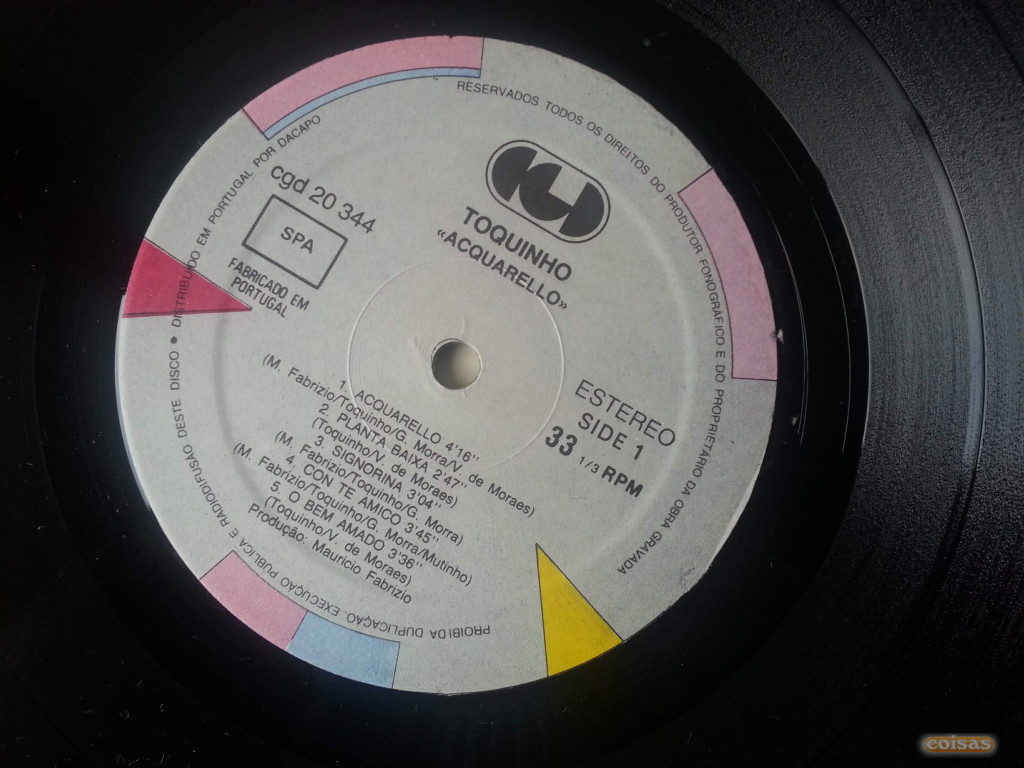 CGD
TOQUINHO
«ACQUARELLO»
cgd 20 344
SPA
FABRICADO EM
PORTUGAL
ESTEREO
SIDE 1
33 1/3 RPM
1. ACQUARELLO 4'16"
(M. Fabrizio/Toquinho/G. Morra/V. de Moraes)
2. PLANTA BAIXA 2'47"
(Toquinho/V. de Moraes)
3. SIGNORINA 3'04"
(M. Fabrizio/Toquinho/G. Morra)
4. CON TE AMICO 3'45"
(M. Fabrizio/Toquinho/G. Morra/Mutinho)
5. O BEM AMADO 3'36"
(Toquinho/V. de Moraes)
Produção: Mauricio Fabrizio
RESERVADOS TODOS OS DIREITOS DO PRODUTOR FONOGRÁFICO E DO PROPRIETÁRIO DA OBRA GRAVADA
PROIBIDA DUPLICAÇÃO, EXECUÇÃO PÚBLICA E RADIODIFUSÃO DESTE DISCO • DISTRIBUIDO EM PORTUGAL POR DACAPO
coisas